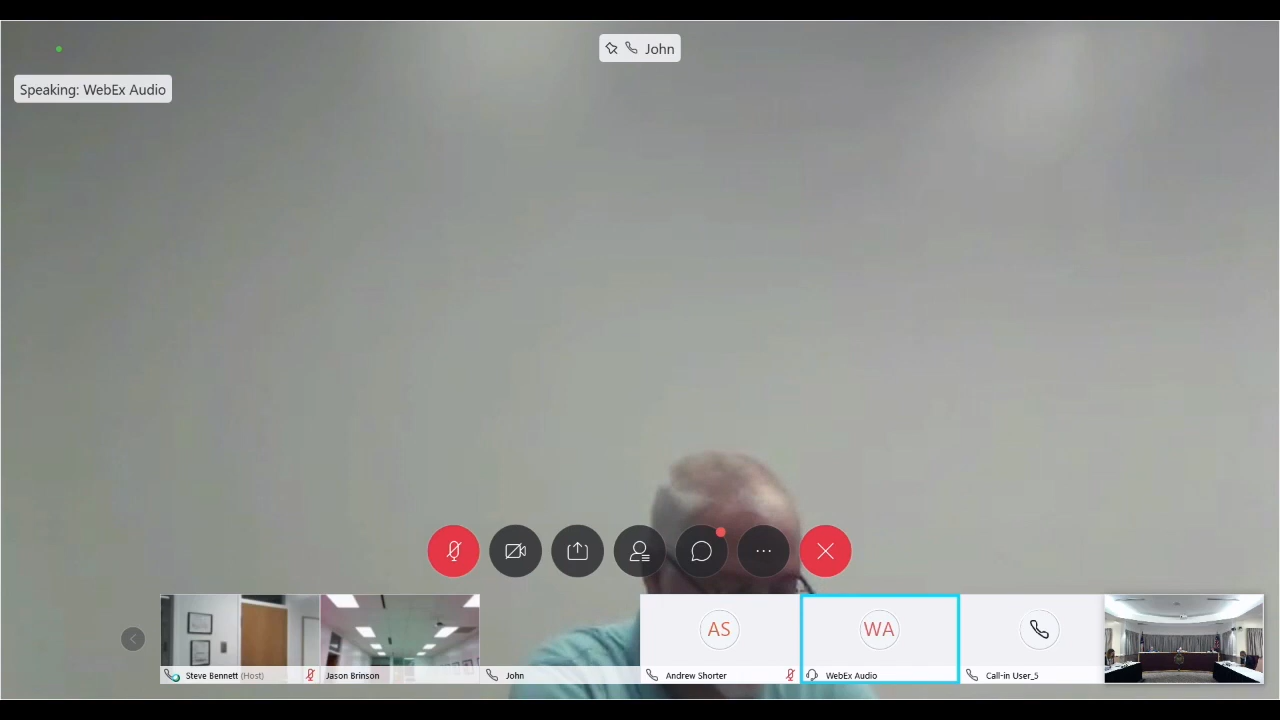 John
Speaking: WebEx Audio
AS
WA
Steve Bennett (Host)
Jason Brinson
John
Andrew Shorter
WebEx Audio
Call-in User_5